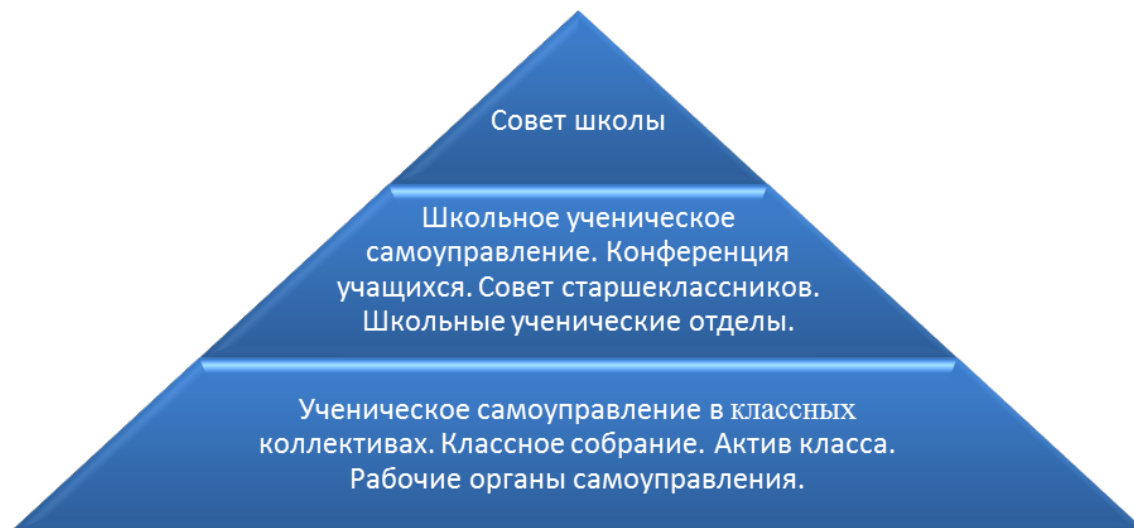 Совет школы
Школьное ученическое
самоуправление. Конференция
учащихся. Совет старшеклассников.
Школьные ученические отделы.
Ученическое самоуправление в классных
коллективах. Классное собрание. Актив класса.
Рабочие органы самоуправления.